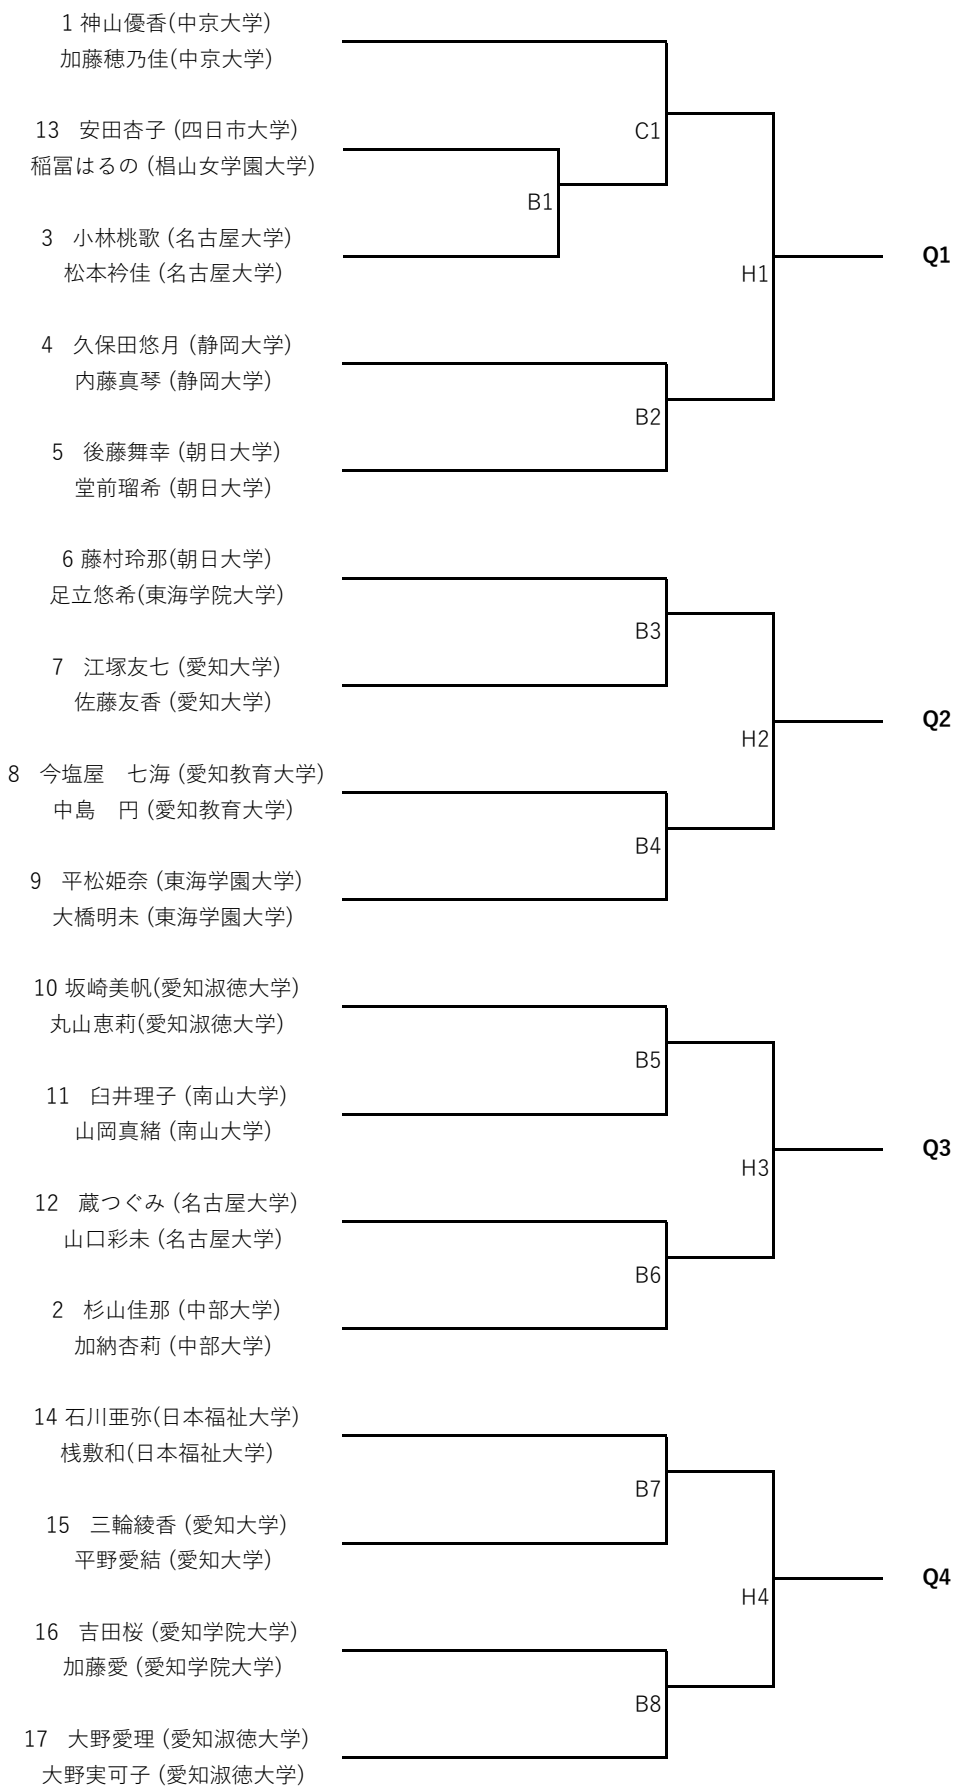 1 神山優香(中京大学)
加藤穂乃佳(中京大学)
13　安田杏子 (四日市大学)
稲冨はるの (椙山女学園大学)
C1
B1
3　小林桃歌 (名古屋大学)
松本衿佳 (名古屋大学)
Q1
H1
4　久保田悠月 (静岡大学)
内藤真琴 (静岡大学)
B2
5　後藤舞幸 (朝日大学)
堂前瑠希 (朝日大学)
6 藤村玲那(朝日大学)
足立悠希(東海学院大学)
B3
7　江塚友七 (愛知大学)
佐藤友香 (愛知大学)
Q2
H2
8　今塩屋　七海 (愛知教育大学)
中島　円 (愛知教育大学)
B4
9　平松姫奈 (東海学園大学)
大橋明未 (東海学園大学)
10 坂崎美帆(愛知淑徳大学)
丸山恵莉(愛知淑徳大学)
B5
11　臼井理子 (南山大学)
山岡真緒 (南山大学)
Q3
H3
12　蔵つぐみ (名古屋大学)
山口彩未 (名古屋大学)
B6
2　杉山佳那 (中部大学)
加納杏莉 (中部大学)
14 石川亜弥(日本福祉大学)
桟敷和(日本福祉大学)
B7
15　三輪綾香 (愛知大学)
平野愛結 (愛知大学)
Q4
H4
16　吉田桜 (愛知学院大学)
加藤愛 (愛知学院大学)
B8
17　大野愛理 (愛知淑徳大学)
大野実可子 (愛知淑徳大学)